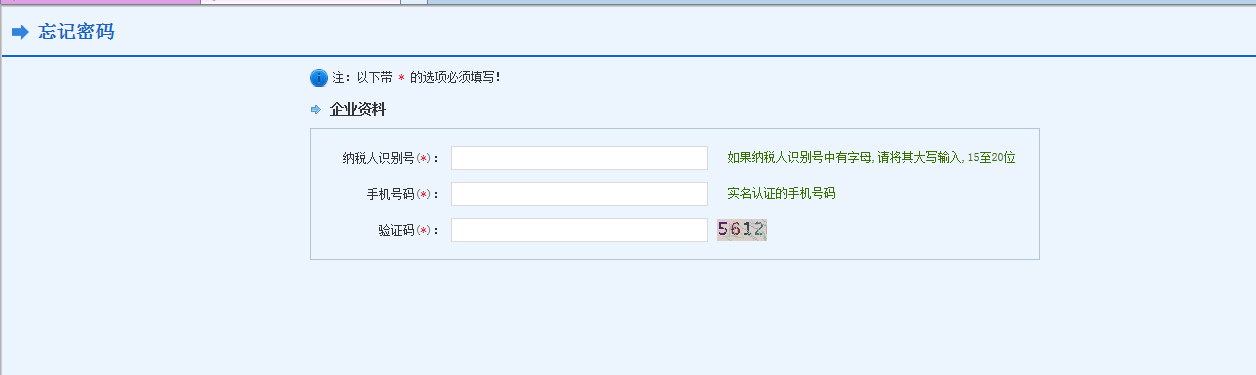 忘记密码
注：以下带 * 的选项必须填写！
企业资料
纳税人识别号(*)： 如果纳税人识别号中有字母,请将其大写输入,15至20位
手机号码(*)： 实名认证的手机号码
验证码(*)： 5612